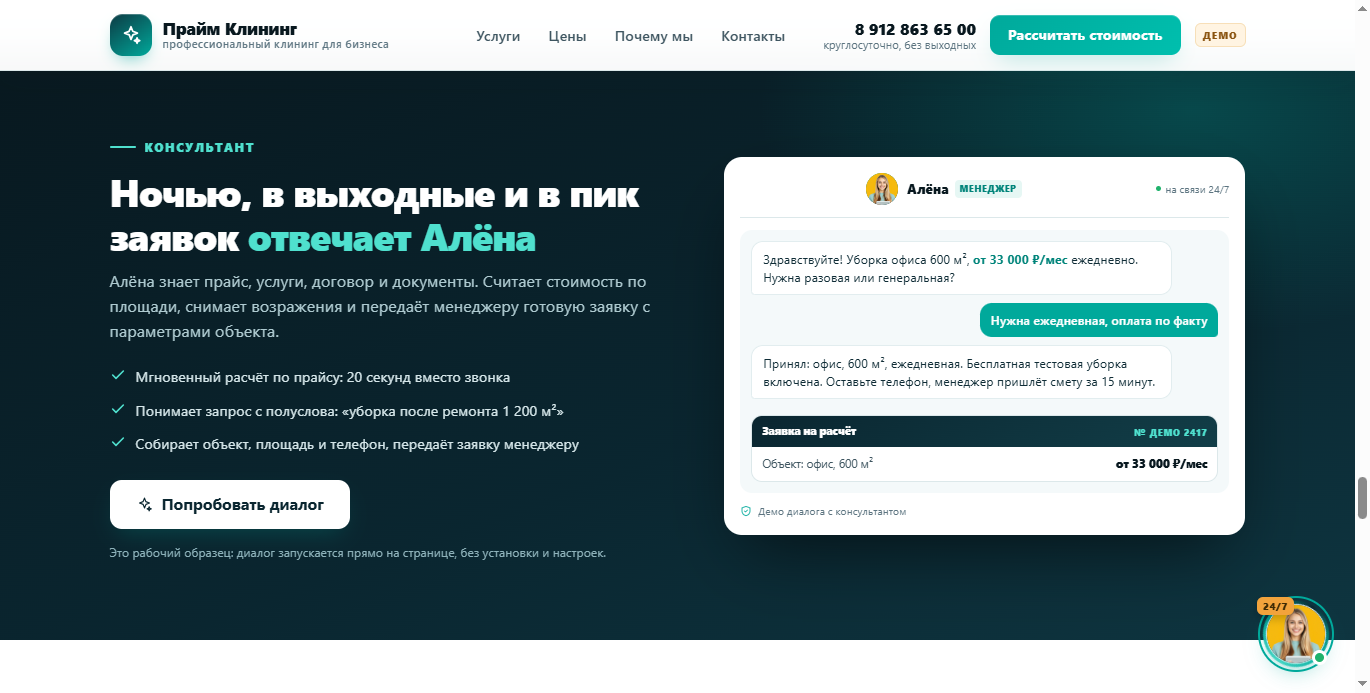 Прайм Клининг
профессиональный клининг для бизнеса
Услуги
Цены
Почему мы
Контакты
8 912 863 65 00
круглосуточно, без выходных
Рассчитать стоимость
ДЕМО
КОНСУЛЬТАНТ
Ночью, в выходные и в пик
заявок отвечает Алёна
Алёна знает прайс, услуги, договор и документы. Считает стоимость по
площади, снимает возражения и передаёт менеджеру готовую заявку с
параметрами объекта.
Мгновенный расчёт по прайсу: 20 секунд вместо звонка
Понимает запрос с полуслова: «уборка после ремонта 1 200 м²»
Собирает объект, площадь и телефон, передаёт заявку менеджеру
Попробовать диалог
Это рабочий образец: диалог запускается прямо на странице, без установки и настроек.
Алёна
МЕНЕДЖЕР
на связи 24/7
Здравствуйте! Уборка офиса 600 м², от 33 000 ₽/мес ежедневно.
Нужна разовая или генеральная?
Нужна ежедневная, оплата по факту
Принял: офис, 600 м², ежедневная. Бесплатная тестовая уборка
включена. Оставьте телефон, менеджер пришлёт смету за 15 минут.
Заявка на расчёт
№ ДЕМО 2417
Объект: офис, 600 м²
от 33 000 ₽/мес
Демо диалога с консультантом
24/7